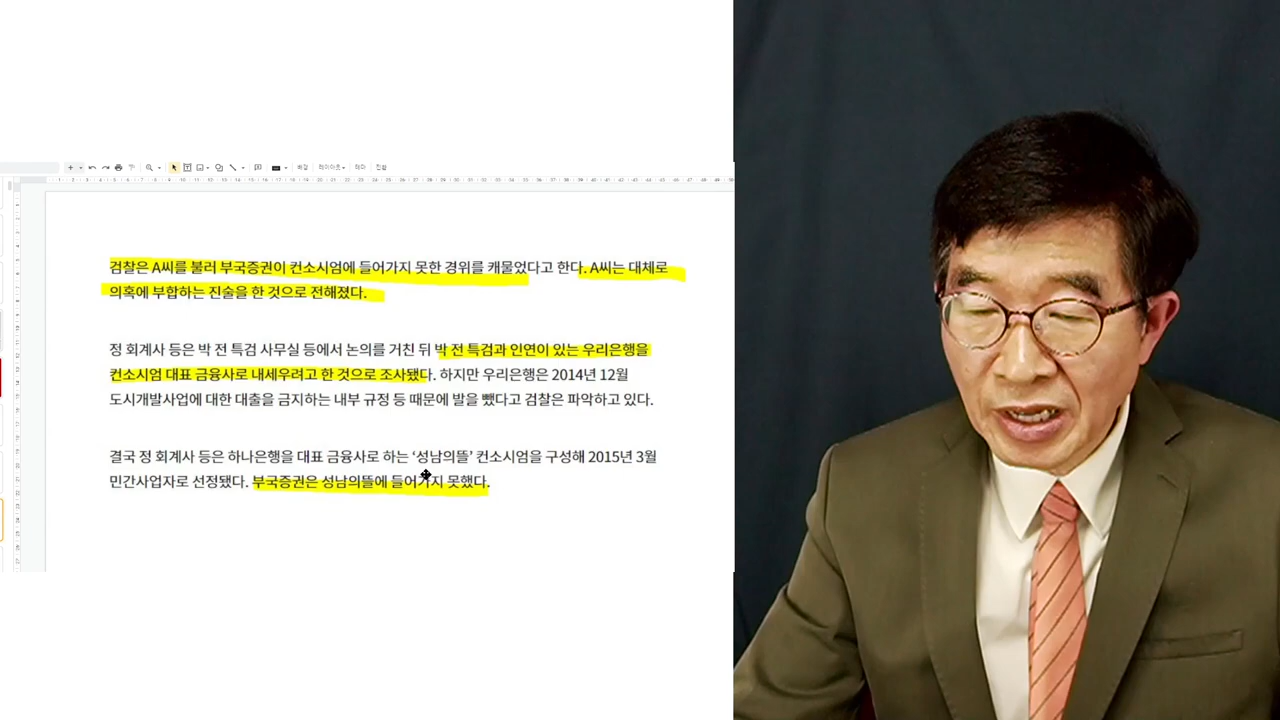 배경 레이아웃 테마 전환
검찰은 A씨를 불러 부국증권이 컨소시엄에 들어가지 못한 경위를 캐물었다고 한다. A씨는 대체로
의혹에 부합하는 진술을 한 것으로 전해졌다.
정 회계사 등은 박 전 특검 사무실 등에서 논의를 거친 뒤 박 전 특검과 인연이 있는 우리은행을
컨소시엄 대표 금융사로 내세우려고 한 것으로 조사됐다. 하지만 우리은행은 2014년 12월
도시개발사업에 대한 대출을 금지하는 내부 규정 등 때문에 발을 뺐다고 검찰은 파악하고 있다.
결국 정 회계사 등은 하나은행을 대표 금융사로 하는 ‘성남의뜰’ 컨소시엄을 구성해 2015년 3월
민간사업자로 선정됐다. 부국증권은 성남의뜰에 들어가지 못했다.